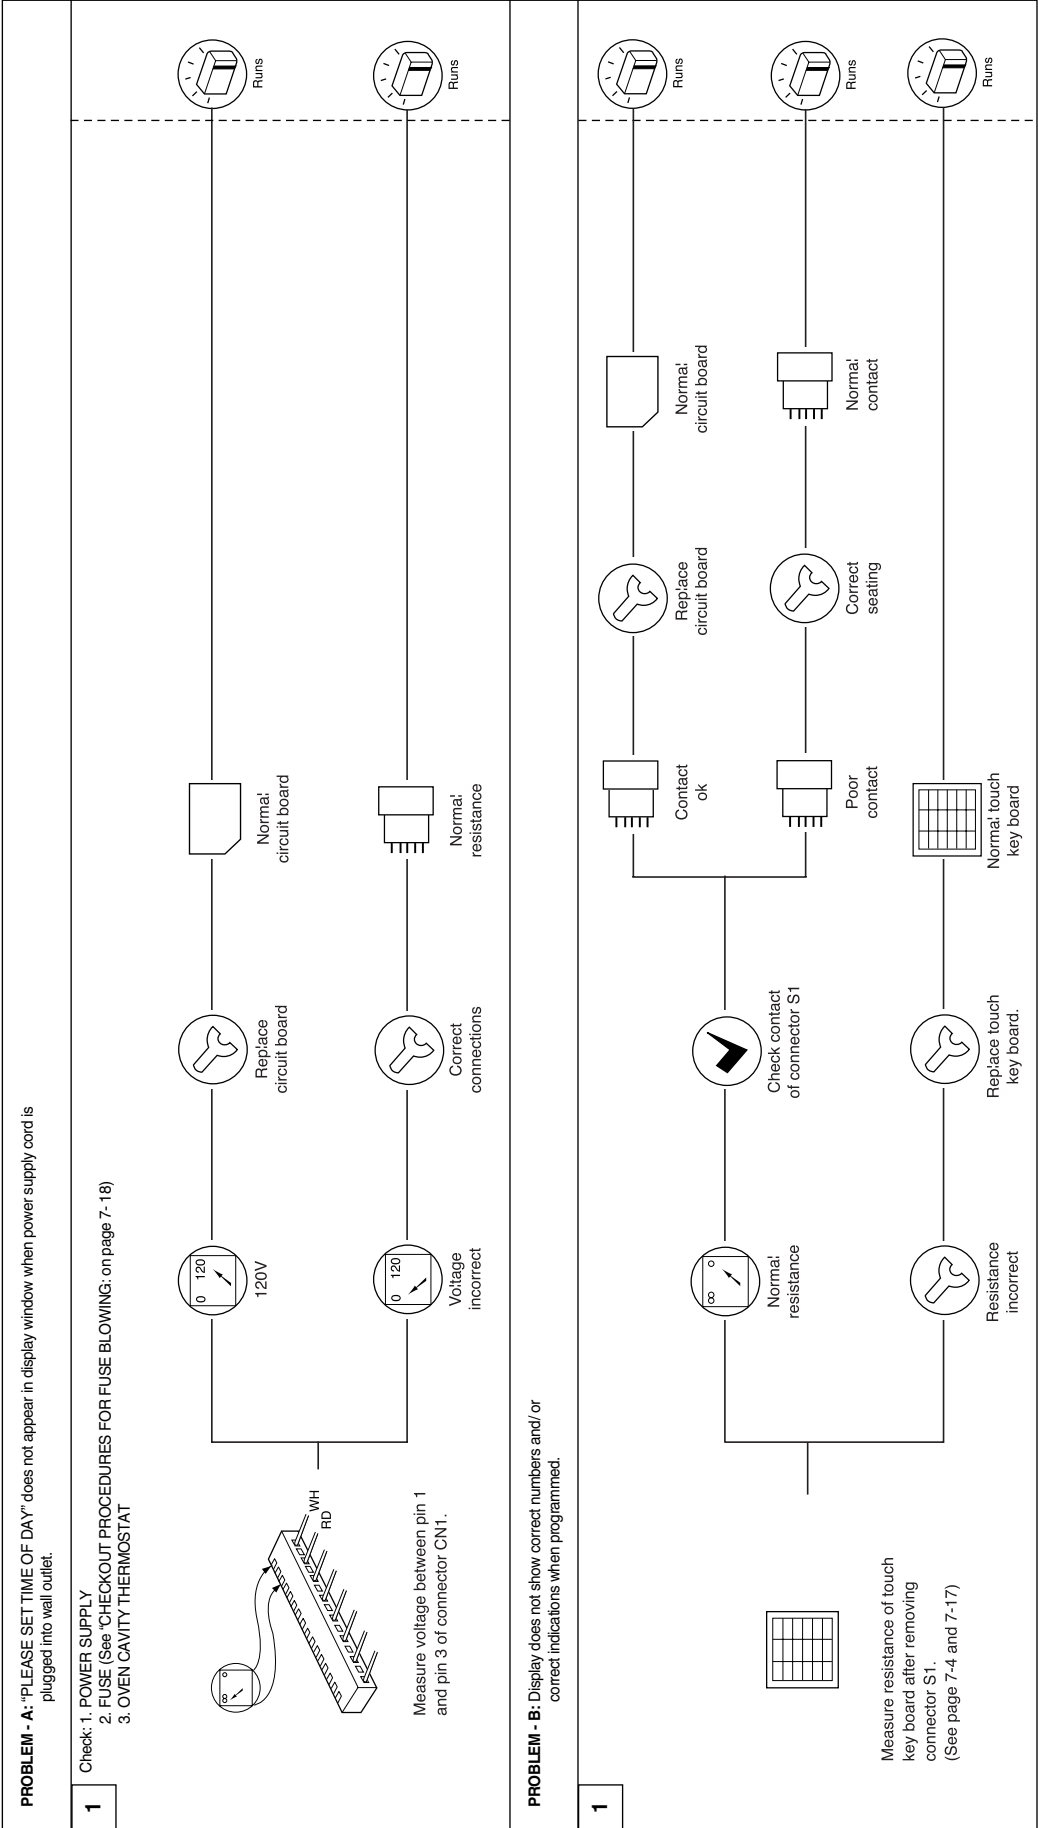 PROBLEM - A: “PLEASE SET TIME OF DAY” does not appear in display window when power supply cord is
plugged into wall outlet.
1
Check: 1. POWER SUPPLY
2. FUSE (See “CHECKOUT PROCEDURES FOR FUSE BLOWING: on page 7-18)
3. OVEN CAVITY THERMOSTAT
∞ 0
WH
RD
Measure voltage between pin 1
and pin 3 of connector CN1.
0 120
120V
Replace
circuit board
Normal
circuit board
Runs
0 120
Voltage
incorrect
Correct
connections
Normal
resistance
Runs
PROBLEM - B: Display does not show correct numbers and/ or
correct indications when programmed.
1
Measure resistance of touch
key board after removing
connector S1.
(See page 7-4 and 7-17)
∞ 0
Normal
resistance
Check contact
of connector S1
Contact
ok
Replace
circuit board
Normal
circuit board
Runs
Poor
contact
Correct
seating
Normal
contact
Runs
Resistance
incorrect
Replace touch
key board.
Normal touch
key board
Runs